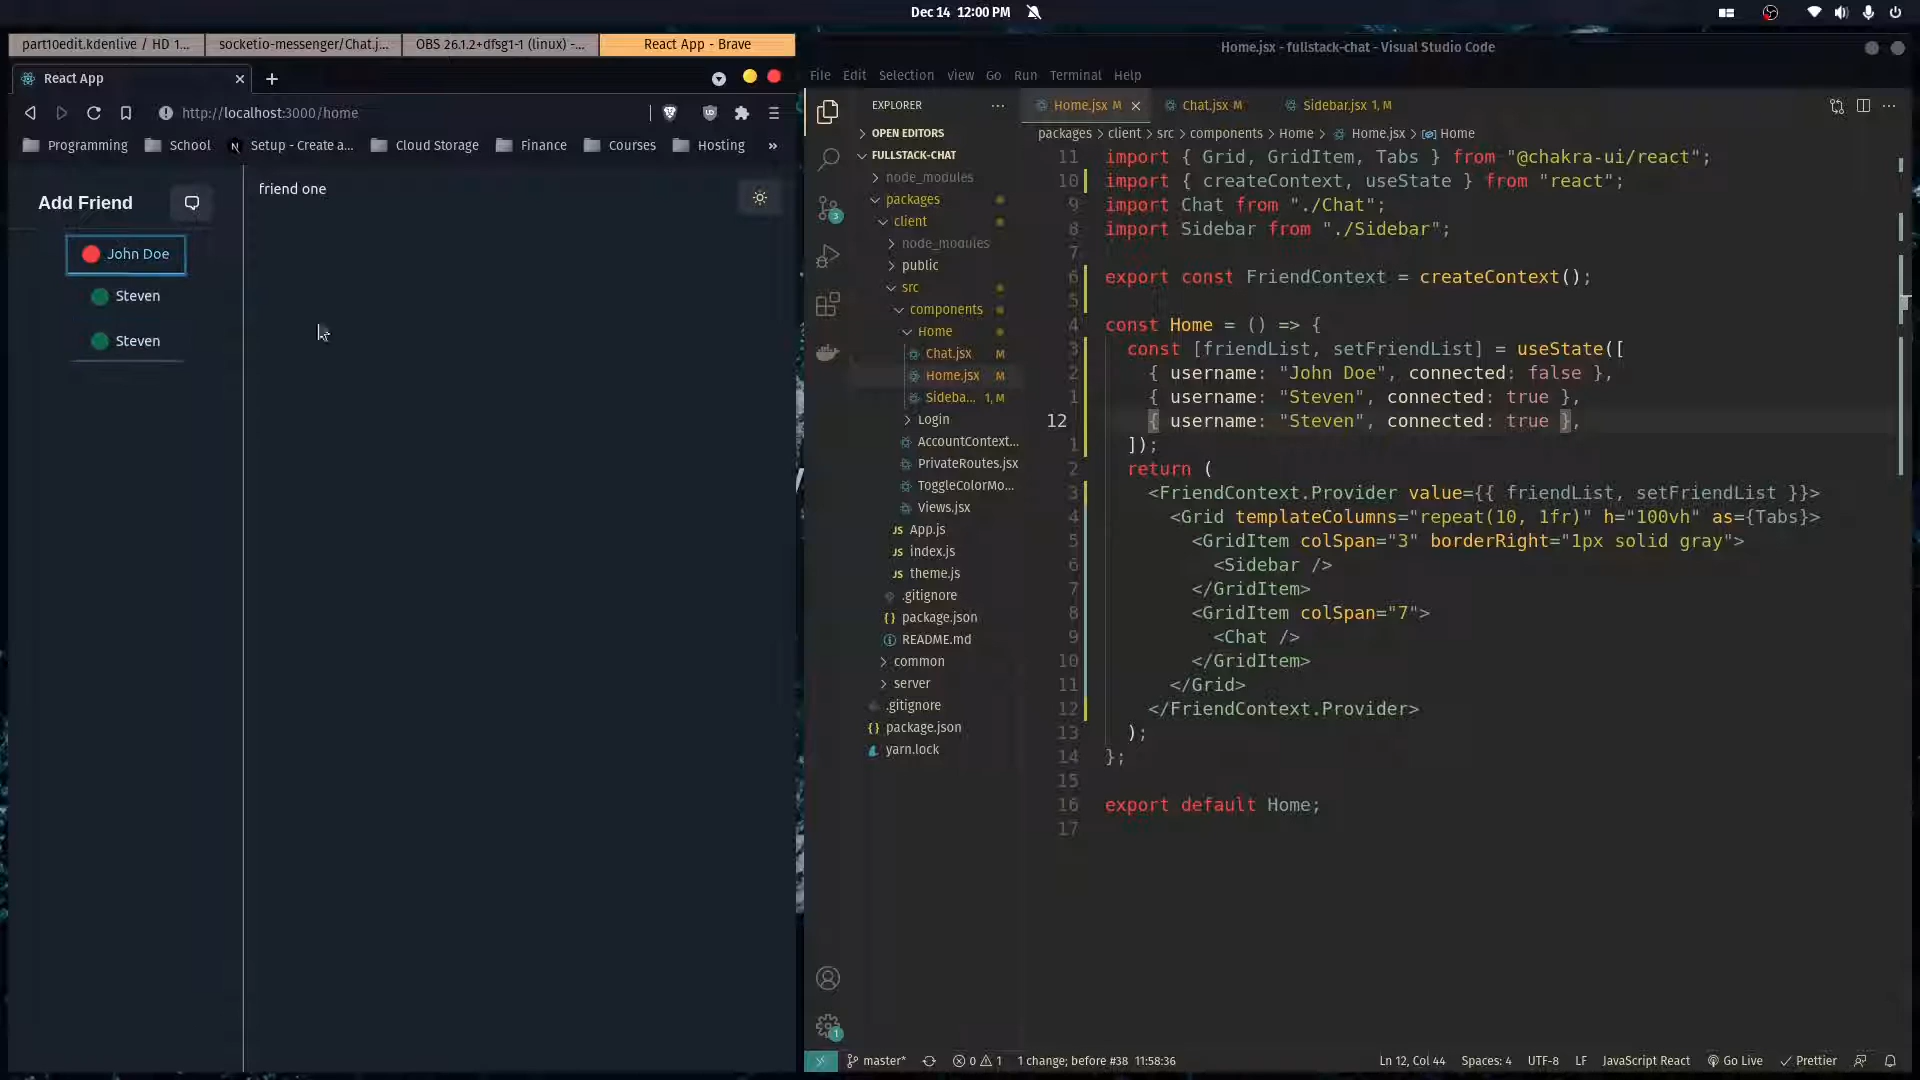 Dec 14 12:00 PM
part10edit.kdenlive / HD 1...
socketio-messenger/Chat.j...
OBS 26.1.2+dfsg1-1 (linux) -...
React App - Brave
React App
http://localhost:3000/home
Programming
School
Setup - Create a...
Cloud Storage
Finance
Courses
Hosting
»
Add Friend
John Doe
Steven
Steven
friend one
Home.jsx - fullstack-chat - Visual Studio Code
File Edit Selection View Go Run Terminal Help
EXPLORER
OPEN EDITORS
FULLSTACK-CHAT
node_modules
packages
client
node_modules
public
src
components
Home
Chat.jsx M
Home.jsx M
Sideba... 1, M
Login
AccountContext...
PrivateRoutes.jsx
ToggleColorMo...
Views.jsx
JS App.js
JS index.js
JS theme.js
.gitignore
{} package.json
README.md
common
server
.gitignore
{} package.json
yarn.lock
3
1
Home.jsx M
Chat.jsx M
Sidebar.jsx 1, M
packages > client > src > components > Home > Home.jsx > Home
11 import { Grid, GridItem, Tabs } from "@chakra-ui/react";
10 import { createContext, useState } from "react";
9 import Chat from "./Chat";
8 import Sidebar from "./Sidebar";
7
6 export const FriendContext = createContext();
5
4 const Home = () => {
3 const [friendList, setFriendList] = useState([
2 { username: "John Doe", connected: false },
1 { username: "Steven", connected: true },
12 { username: "Steven", connected: true },
1 ]);
2 return (
3 <FriendContext.Provider value={{ friendList, setFriendList }}>
4 <Grid templateColumns="repeat(10, 1fr)" h="100vh" as={Tabs}>
5 <GridItem colSpan="3" borderRight="1px solid gray">
6 <Sidebar />
7 </GridItem>
8 <GridItem colSpan="7">
9 <Chat />
10 </GridItem>
11 </Grid>
12 </FriendContext.Provider>
13 );
14 };
15
16 export default Home;
17
master*
0 1
1 change; before #38 11:58:36
Ln 12, Col 44
Spaces: 4
UTF-8
LF
JavaScript React
Go Live
Prettier